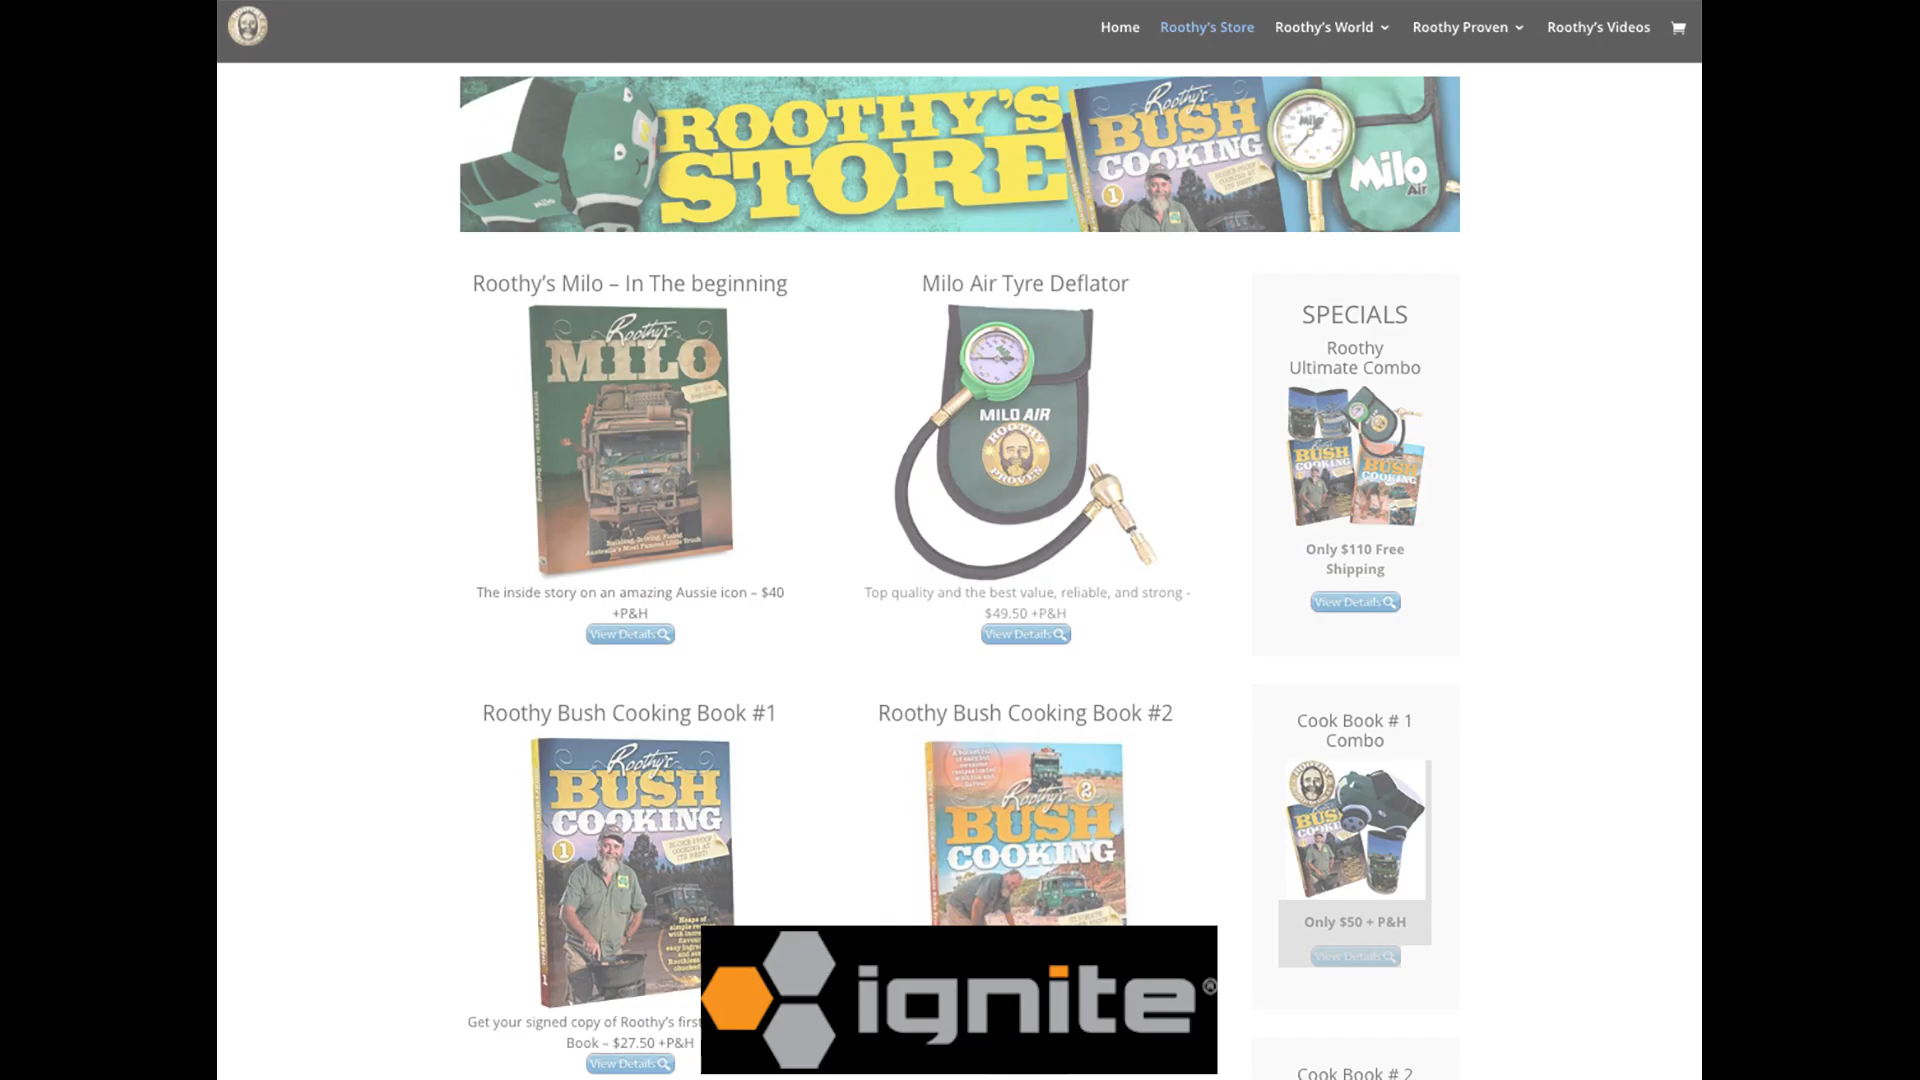 Home Roothy's Store Roothy's World Roothy Proven Roothy's Videos
ROOTHY'S
STORE
Roothy's
BUSH
COOKING
1
Milo
Milo
Air
Milo
Roothy's Milo – In The beginning
Roothy's
MILO
The inside story on an amazing Aussie icon – $40
+P&H
View Details
Milo Air Tyre Deflator
MILO AIR
ROOTHY
PROVEN
Top quality and the best value, reliable, and strong -
$49.50 +P&H
View Details
SPECIALS
Roothy
Ultimate Combo
BUSH
COOKING
BUSH
COOKING
Only $110 Free
Shipping
View Details
Roothy Bush Cooking Book #1
Roothy's
BUSH
COOKING
1
Get your signed copy of Roothy's first
Book – $27.50 +P&H
View Details
Roothy Bush Cooking Book #2
Roothy's
2
BUSH
COOKING
Cook Book # 1
Combo
Only $50 + P&H
View Details
Cook Book # 2
ignite®